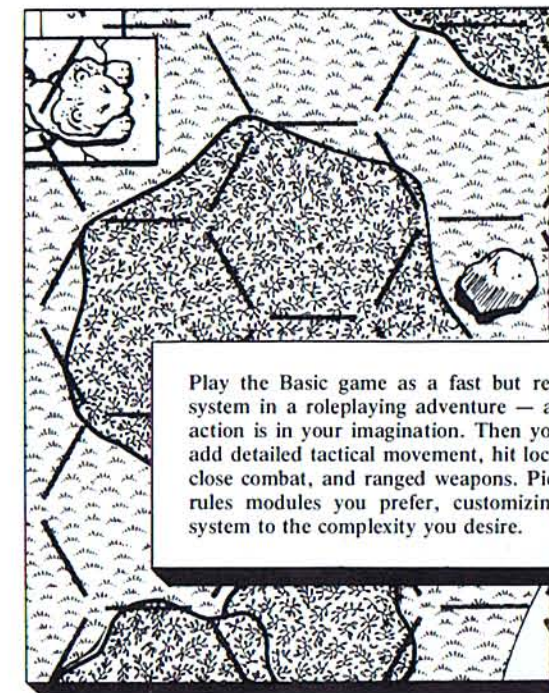 Play the Basic game as a fast but re
system in a roleplaying adventure — a
action is in your imagination. Then yo
add detailed tactical movement, hit loc
close combat, and ranged weapons. Pic
rules modules you prefer, customizin
system to the complexity you desire.